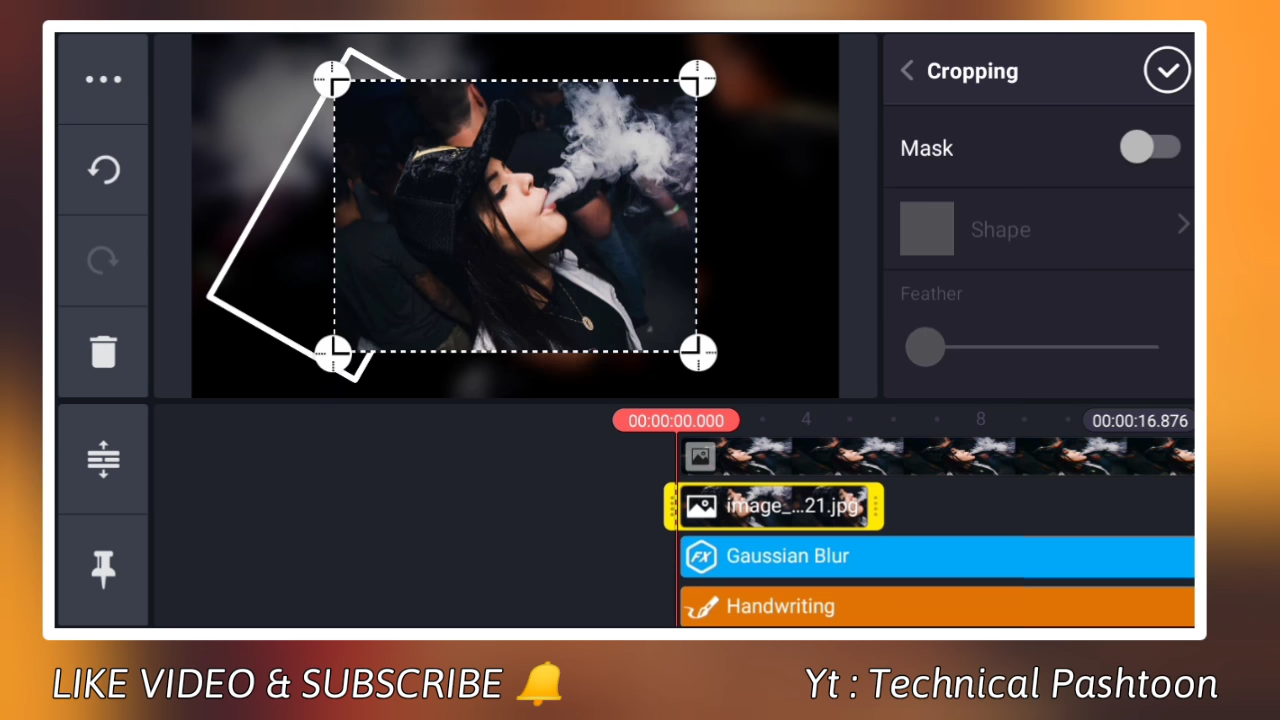 Cropping
Mask
Shape
Feather
00:00:00.000
4
8
00:00:16.876
image_...21.jpg
FX
Gaussian Blur
Handwriting
LIKE VIDEO & SUBSCRIBE 🔔
Yt : Technical Pashtoon